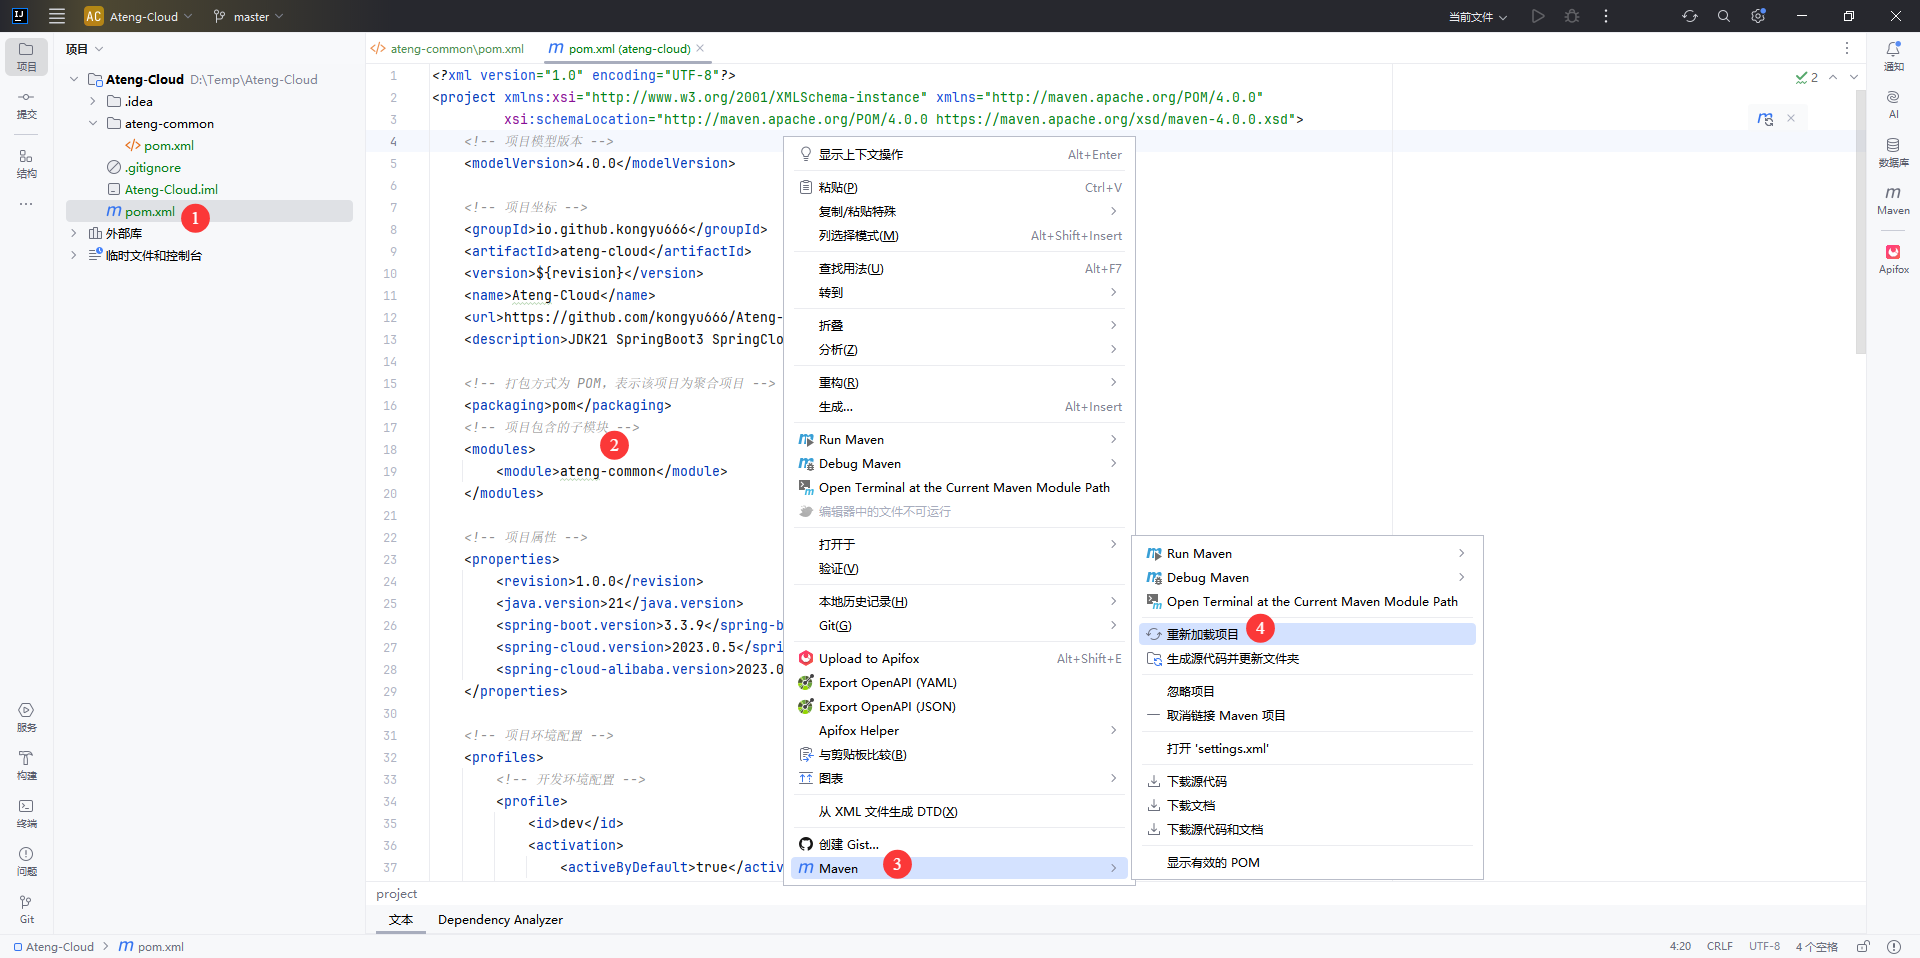 AC Ateng-Cloud master 当前文件
项目
提交
结构
服务
构建
终端
问题
Git
项目
Ateng-Cloud D:\Temp\Ateng-Cloud
.idea
ateng-common
pom.xml
.gitignore
Ateng-Cloud.iml
pom.xml 1
外部库
临时文件和控制台
ateng-common\pom.xml pom.xml (ateng-cloud)
2
1 <?xml version="1.0" encoding="UTF-8"?>
2 <project xmlns:xsi="http://www.w3.org/2001/XMLSchema-instance" xmlns="http://maven.apache.org/POM/4.0.0"
3 xsi:schemaLocation="http://maven.apache.org/POM/4.0.0 https://maven.apache.org/xsd/maven-4.0.0.xsd">
4 <!-- 项目模型版本 -->
5 <modelVersion>4.0.0</modelVersion>
6
7 <!-- 项目坐标 -->
8 <groupId>io.github.kongyu666</groupId>
9 <artifactId>ateng-cloud</artifactId>
10 <version>${revision}</version>
11 <name>Ateng-Cloud</name>
12 <url>https://github.com/kongyu666/Ateng-
13 <description>JDK21 SpringBoot3 SpringClo
14
15 <!-- 打包方式为 POM，表示该项目为聚合项目 -->
16 <packaging>pom</packaging>
17 <!-- 项目包含的子模块 -->
2
18 <modules>
19 <module>ateng-common</module>
20 </modules>
21
22 <!-- 项目属性 -->
23 <properties>
24 <revision>1.0.0</revision>
25 <java.version>21</java.version>
26 <spring-boot.version>3.3.9</spring-b
27 <spring-cloud.version>2023.0.5</spri
28 <spring-cloud-alibaba.version>2023.0
29 </properties>
30
31 <!-- 项目环境配置 -->
32 <profiles>
33 <!-- 开发环境配置 -->
34 <profile>
35 <id>dev</id>
36 <activation>
37 <activeByDefault>true</activ
显示上下文操作 Alt+Enter
粘贴(P) Ctrl+V
复制/粘贴特殊
列选择模式(M) Alt+Shift+Insert
查找用法(U) Alt+F7
转到
折叠
分析(Z)
重构(R)
生成... Alt+Insert
Run Maven
Debug Maven
Open Terminal at the Current Maven Module Path
编辑器中的文件不可运行
打开于
验证(V)
本地历史记录(H)
Git(G)
Upload to Apifox Alt+Shift+E
Export OpenAPI (YAML)
Export OpenAPI (JSON)
Apifox Helper
与剪贴板比较(B)
图表
从 XML 文件生成 DTD(X)
创建 Gist...
Maven 3
Run Maven
Debug Maven
Open Terminal at the Current Maven Module Path
重新加载项目 4
生成源代码并更新文件夹
忽略项目
取消链接 Maven 项目
打开 'settings.xml'
下载源代码
下载文档
下载源代码和文档
显示有效的 POM
通知
AI
数据库
Maven
Apifox
project
文本 Dependency Analyzer
Ateng-Cloud pom.xml 4:20 CRLF UTF-8 4 个空格